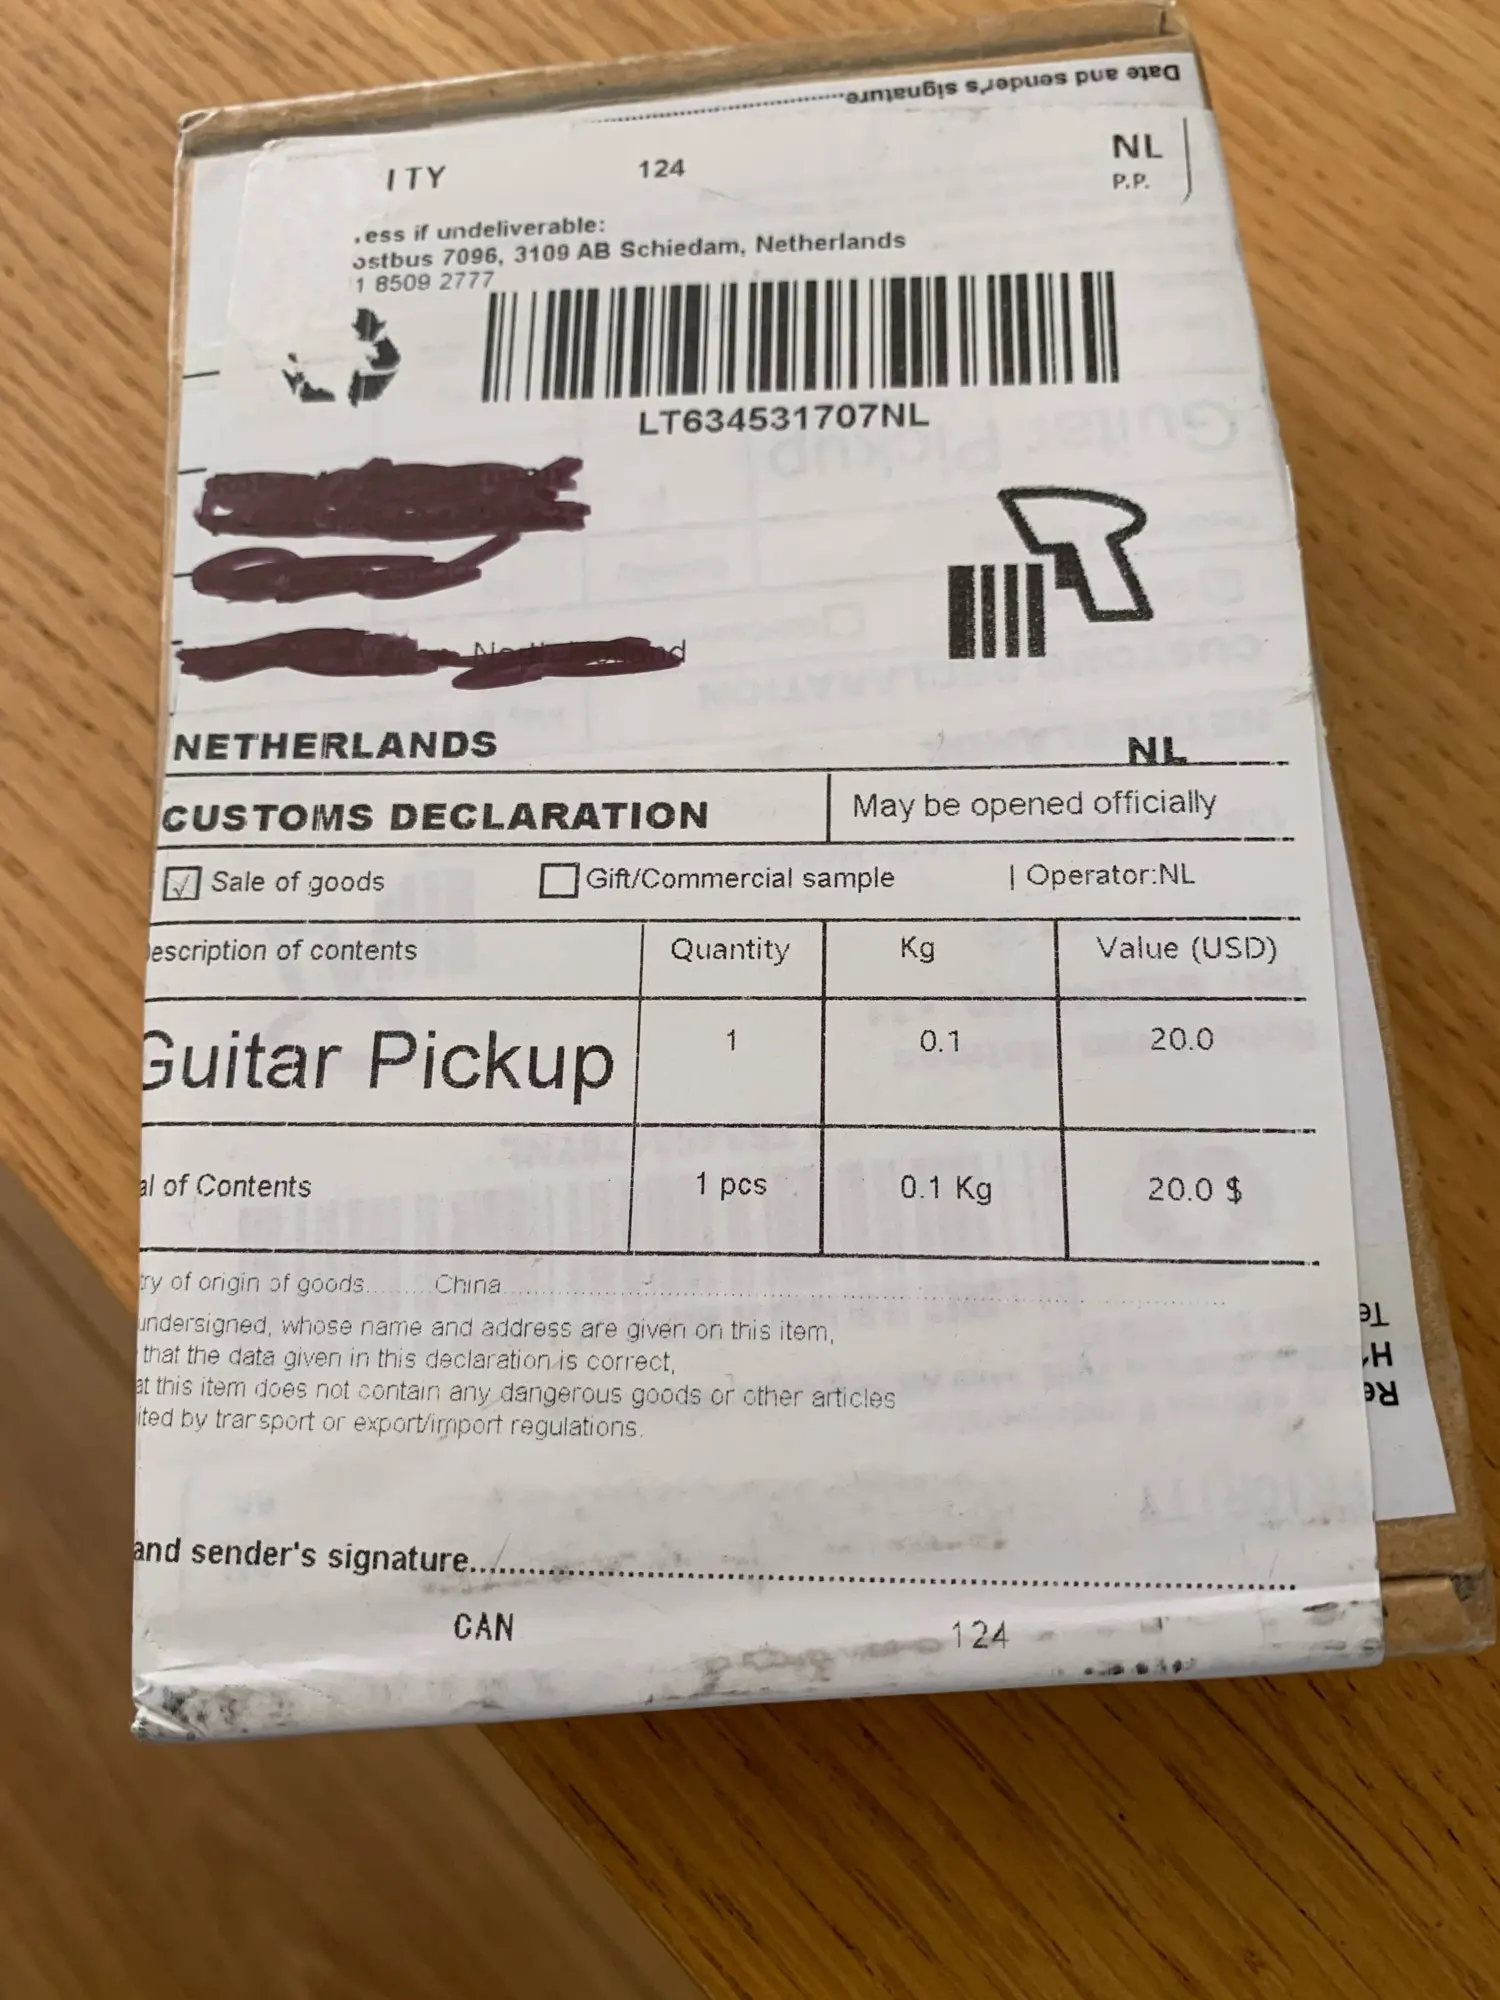 Date and sender's signature
ITY 124 NL
P.P.
ess if undeliverable:
ostbus 7096, 3109 AB Schiedam, Netherlands
1 8509 2777
LT634531707NL
NETHERLANDS NL
CUSTOMS DECLARATION May be opened officially
Sale of goods Gift/Commercial sample | Operator:NL
escription of contents Quantity Kg Value (USD)
Guitar Pickup 1 0.1 20.0
al of Contents 1 pcs 0.1 Kg 20.0 $
ry of origin of goods China
undersigned, whose name and address are given on this item,
that the data given in this declaration is correct,
at this item does not contain any dangerous goods or other articles
ited by transport or export/import regulations.
and sender's signature
CAN 124
Te
H
Re